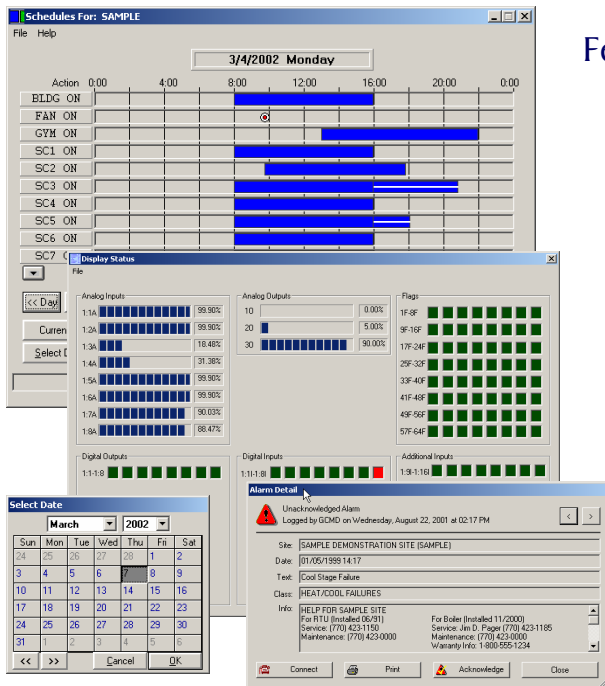 Schedules For: SAMPLE
File Help
3/4/2002 Monday
Action 0:00 4:00 8:00 12:00 16:00 20:00 0:00
BLDG ON
FAN ON
GYM ON
SC1 ON
SC2 ON
SC3 ON
SC4 ON
SC5 ON
SC6 ON
SC7
<< Day
Select
Display Status
File
Analog Inputs
1:1A 99.90%
1:2A 99.90%
1:3A 18.48%
1:4A 31.38%
1:5A 99.90%
1:6A 99.90%
1:7A 90.03%
1:8A 88.47%
Analog Outputs
10 0.00%
20 5.00%
30 90.00%
Flags
1F-8F
9F-16F
17F-24F
25F-32F
33F-40F
41F-48F
49F-56F
57F-64F
Digital Outputs
1:1-1:8
Digital Inputs
1:1I-1:8I
Additional Inputs
1:9I-1:16I
Select Date
March 2002
Sun Mon Tue Wed Thu Fri Sat
24 25 26 27 28 1 2
3 4 5 6 7 8 9
10 11 12 13 14 15 16
17 18 19 20 21 22 23
24 25 26 27 28 29 30
31 1 2 3 4 5 6
<< >> Cancel OK
Alarm Detail
Unacknowledged Alarm
Logged by GCMD on Wednesday, August 22, 2001 at 02:17 PM
< >
Site: SAMPLE DEMONSTRATION SITE (SAMPLE)
Date: 01/05/1999 14:17
Text: Cool Stage Failure
Class: HEAT/COOL FAILURES
Info: HELP FOR SAMPLE SITE
For RTU (Installed 06/91) For Boiler (Installed 11/2000)
Service: (770) 423-1150 Service: Jim D. Pager (770) 423-1185
Maintenance: (770) 423-0000 Maintenance: (770) 423-0000
Warranty Info: 1-800-555-1234
Connect Print Acknowledge Close